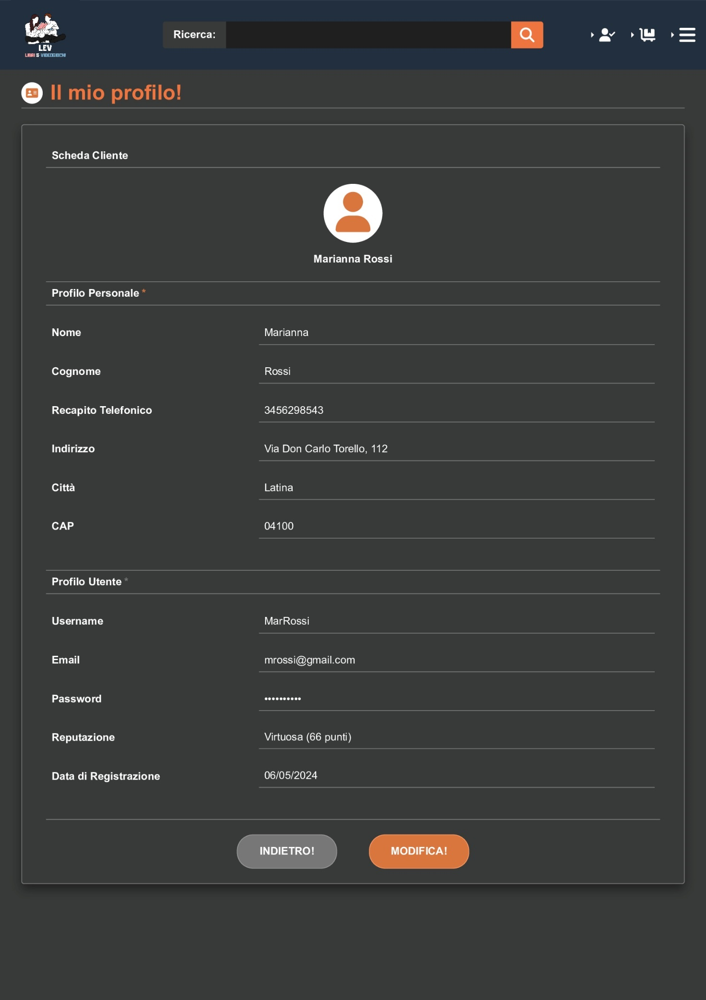 LEV
LIBRI & VIDEOGIOCHI
Ricerca:
Il mio profilo!
Scheda Cliente
Marianna Rossi
Profilo Personale *
Nome Marianna
Cognome Rossi
Recapito Telefonico 3456298543
Indirizzo Via Don Carlo Torello, 112
Città Latina
CAP 04100
Profilo Utente *
Username MarRossi
Email mrossi@gmail.com
Password ••••••••••
Reputazione Virtuosa (66 punti)
Data di Registrazione 06/05/2024
INDIETRO! MODIFICA!